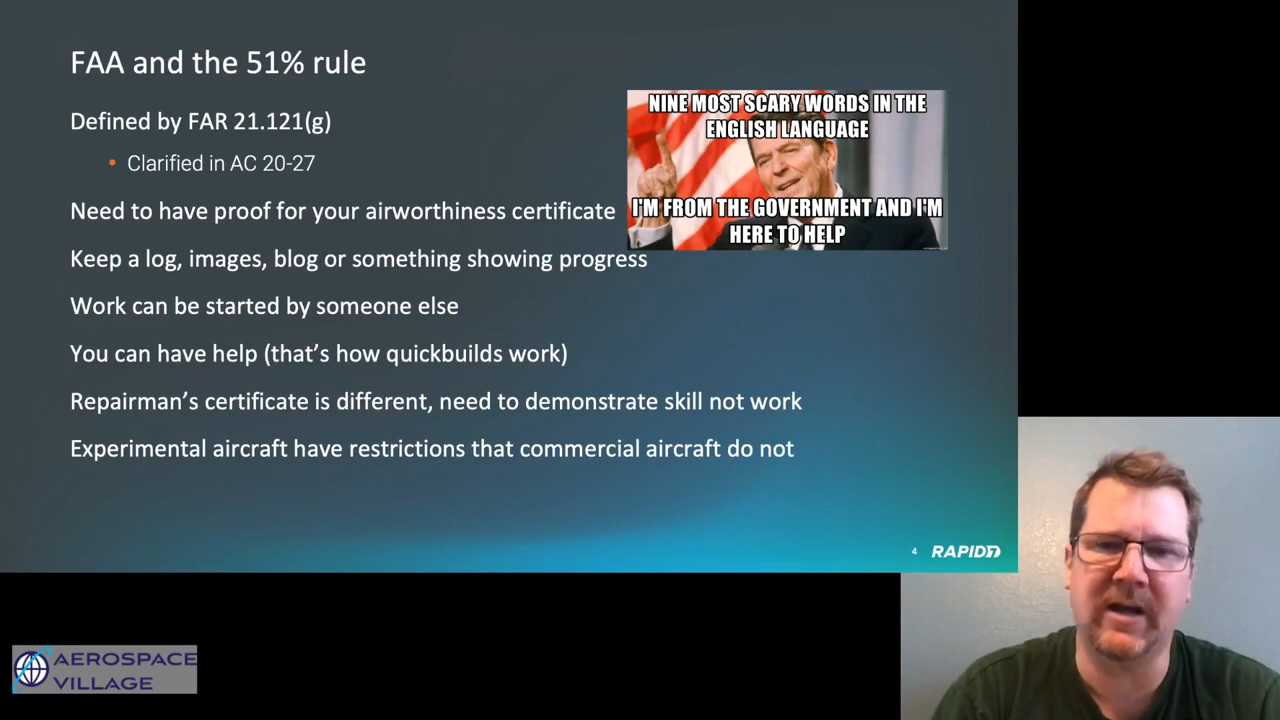 FAA and the 51% rule
Defined by FAR 21.121(g)
• Clarified in AC 20-27
Need to have proof for your airworthiness certificate
Keep a log, images, blog or something showing progress
Work can be started by someone else
You can have help (that's how quickbuilds work)
Repairman's certificate is different, need to demonstrate skill not work
Experimental aircraft have restrictions that commercial aircraft do not
NINE MOST SCARY WORDS IN THE
ENGLISH LANGUAGE
I'M FROM THE GOVERNMENT AND I'M
HERE TO HELP
4
RAPID7
AEROSPACE
VILLAGE